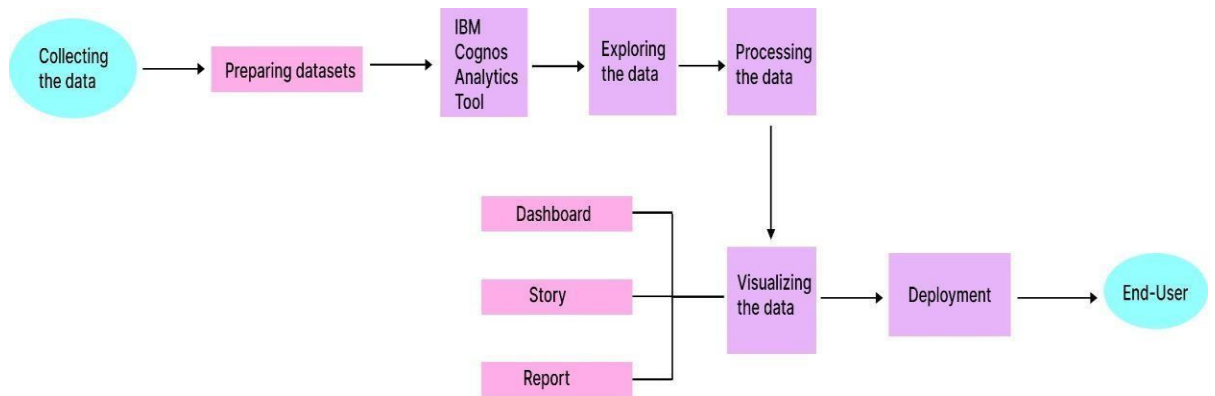 Collecting
the data
Preparing datasets
IBM
Cognos
Analytics
Tool
Exploring
the data
Processing
the data
Dashboard
Story
Report
Visualizing
the data
Deployment
End-User